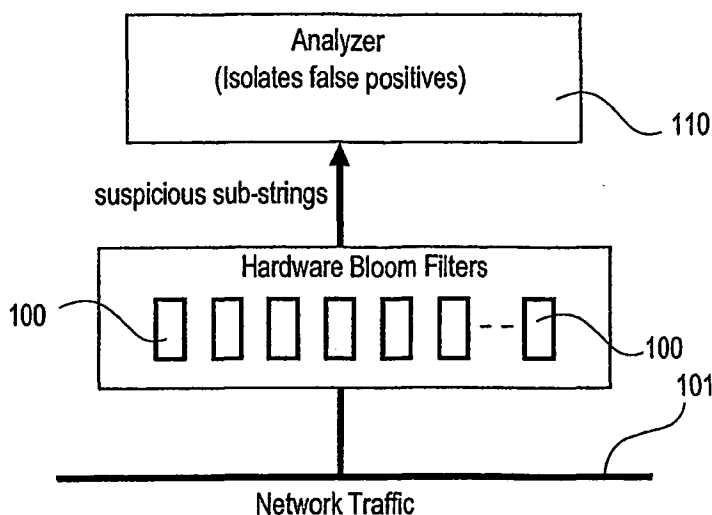 Analyzer
(Isolates false positives)
110
suspicious sub-strings
Hardware Bloom Filters
100
100
101
Network Traffic